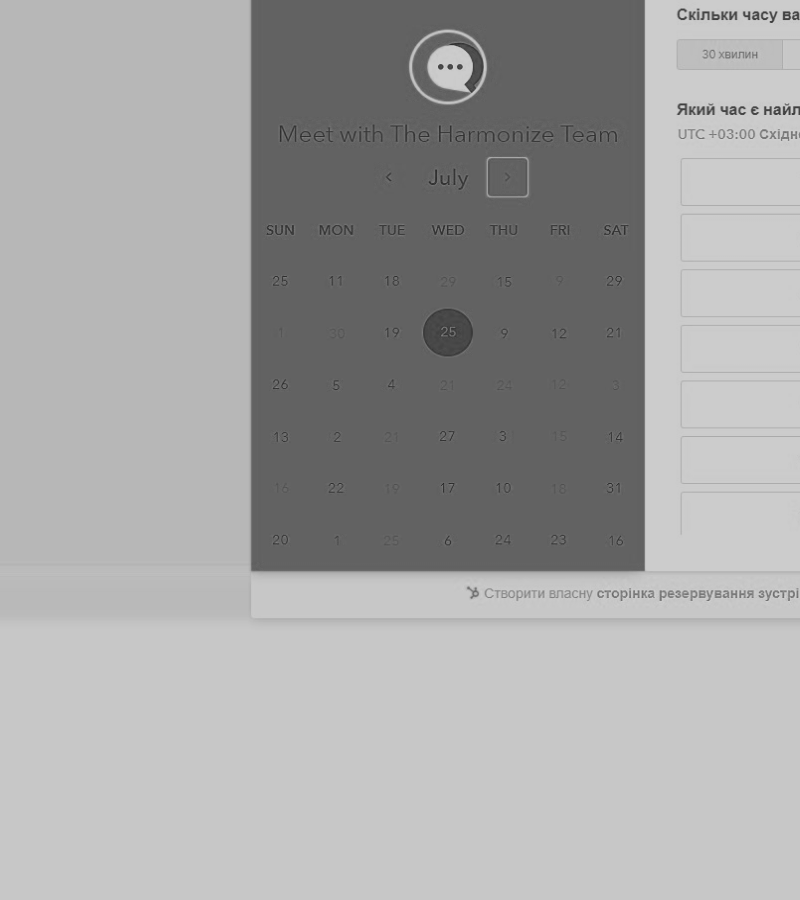 Скільки часу ва
30 хвилин
Meet with The Harmonize Team
< July >
SUN MON TUE WED THU FRI SAT
25 11 18 29 15 9 29
30 19 25 9 12 21
26 5 4 21 24 12 3
13 2 21 27 3 15 14
16 22 19 17 10 18 31
20 1 25 6 24 23 16
Який час є найл
UTC +03:00 Східн
Створити власну сторінка резервування зустрі